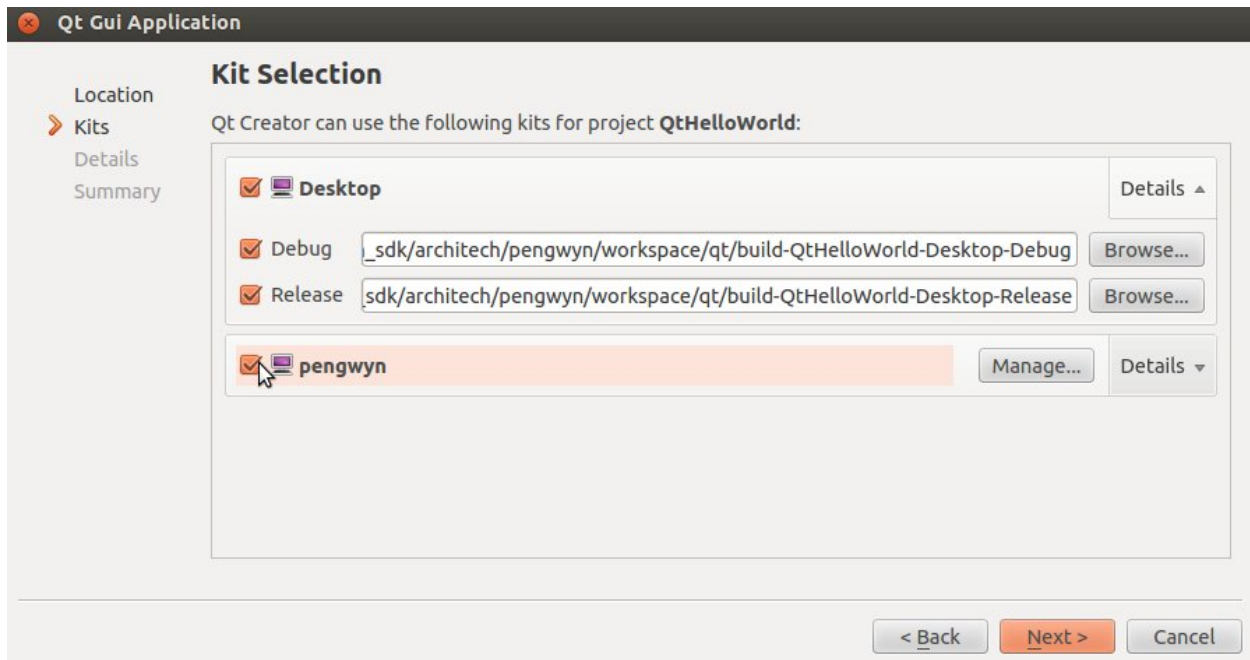 Qt Gui Application
Location
Kits
Details
Summary
Kit Selection
Qt Creator can use the following kits for project QtHelloWorld:
Desktop
Details
Debug
_sdk/architech/pengwyn/workspace/qt/build-QtHelloWorld-Desktop-Debug
Browse...
Release
_sdk/architech/pengwyn/workspace/qt/build-QtHelloWorld-Desktop-Release
Browse...
pengwyn
Manage...
Details
< Back
Next >
Cancel